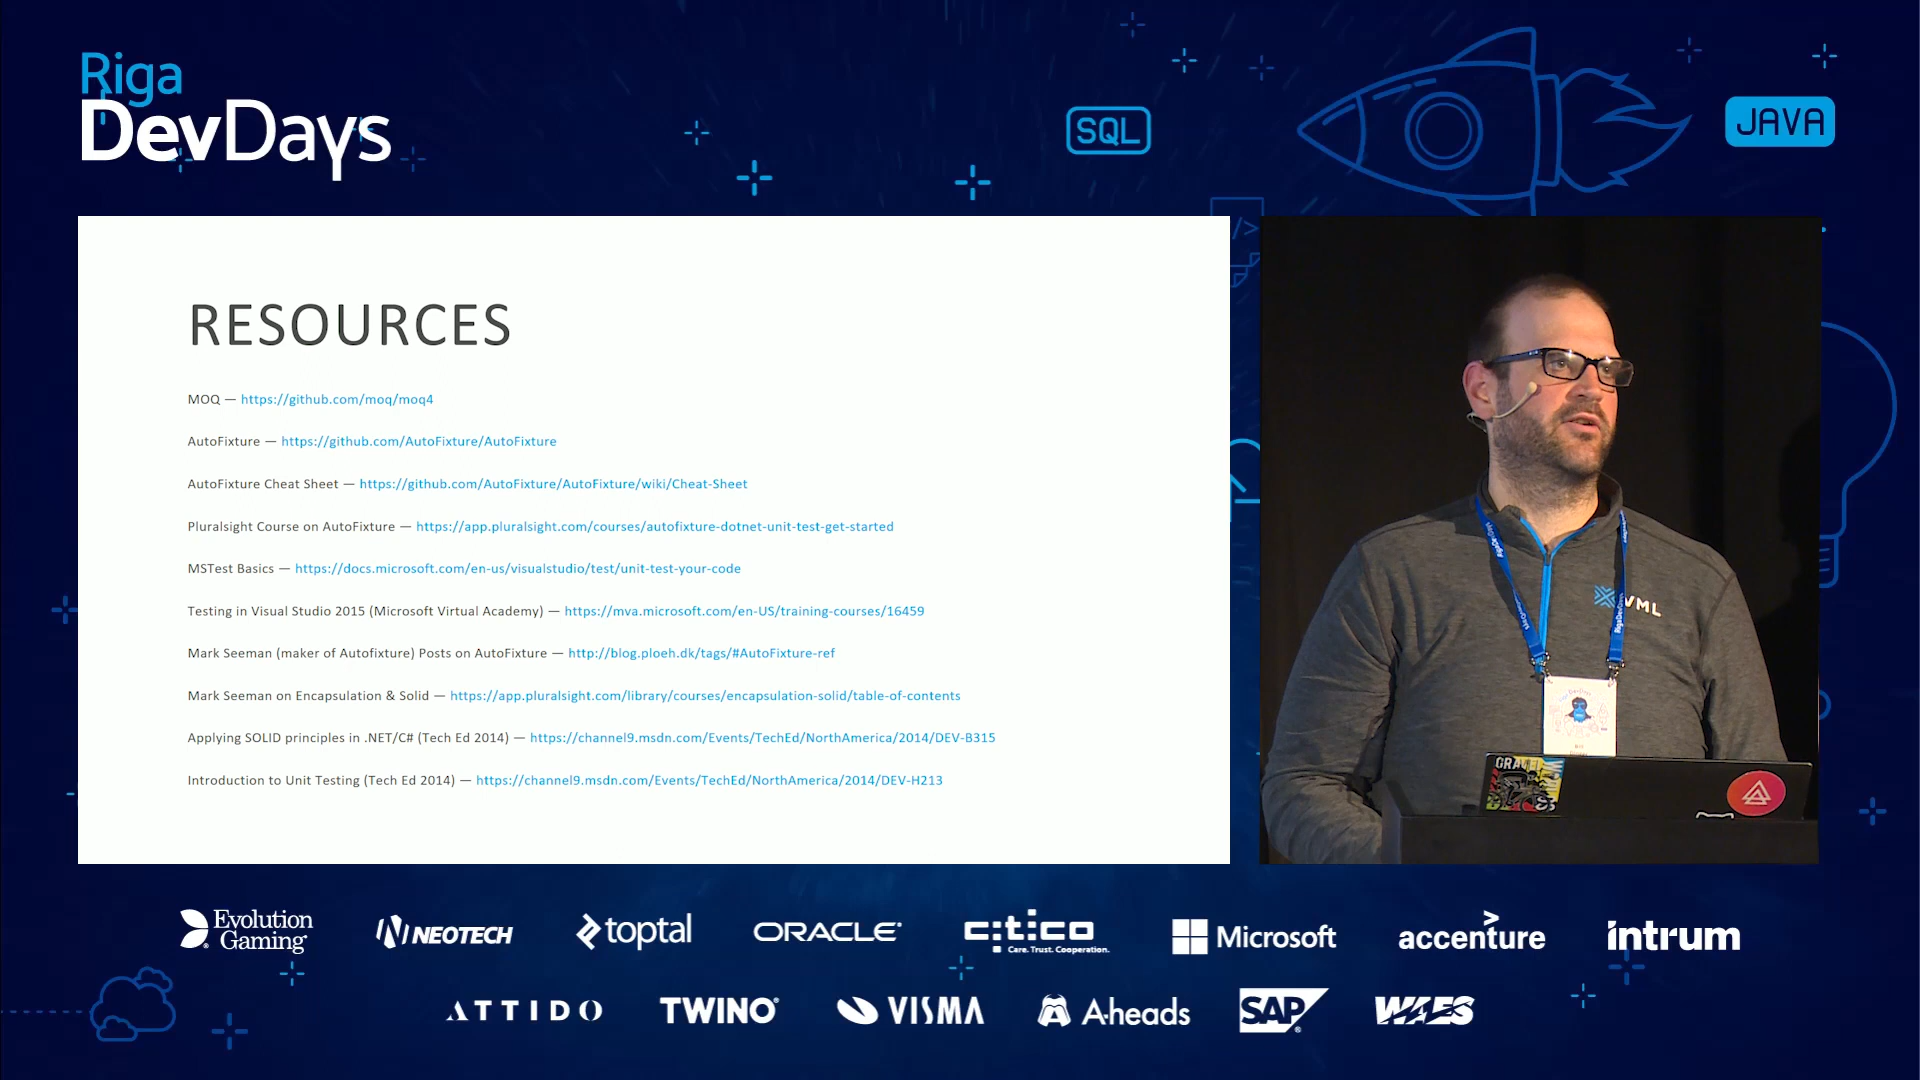 Riga
DevDays
SQL
JAVA
</>
RESOURCES
MOQ — https://github.com/moq/moq4
AutoFixture — https://github.com/AutoFixture/AutoFixture
AutoFixture Cheat Sheet — https://github.com/AutoFixture/AutoFixture/wiki/Cheat-Sheet
Pluralsight Course on AutoFixture — https://app.pluralsight.com/courses/autofixture-dotnet-unit-test-get-started
MSTest Basics — https://docs.microsoft.com/en-us/visualstudio/test/unit-test-your-code
Testing in Visual Studio 2015 (Microsoft Virtual Academy) — https://mva.microsoft.com/en-US/training-courses/16459
Mark Seeman (maker of Autofixture) Posts on AutoFixture — http://blog.ploeh.dk/tags/#AutoFixture-ref
Mark Seeman on Encapsulation & Solid — https://app.pluralsight.com/library/courses/encapsulation-solid/table-of-contents
Applying SOLID principles in .NET/C# (Tech Ed 2014) — https://channel9.msdn.com/Events/TechEd/NorthAmerica/2014/DEV-B315
Introduction to Unit Testing (Tech Ed 2014) — https://channel9.msdn.com/Events/TechEd/NorthAmerica/2014/DEV-H213
VML
RigaDevDays
Evolution
Gaming
NEOTECH
toptal
ORACLE
citico
Care. Trust. Cooperation.
Microsoft
accenture
intrum
ATTIDO
TWINO
VISMA
A-heads
SAP